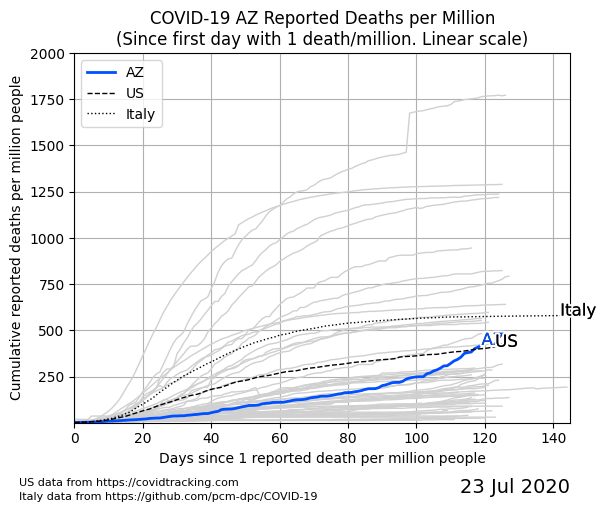 COVID-19 AZ Reported Deaths per Million
(Since first day with 1 death/million. Linear scale)
Cumulative reported deaths per million people
2000
1750
1500
1250
1000
750
500
250
AZ
US
Italy
Italy
US
0
20
40
60
80
100
120
140
Days since 1 reported death per million people
US data from https://covidtracking.com
Italy data from https://github.com/pcm-dpc/COVID-19
23 Jul 2020